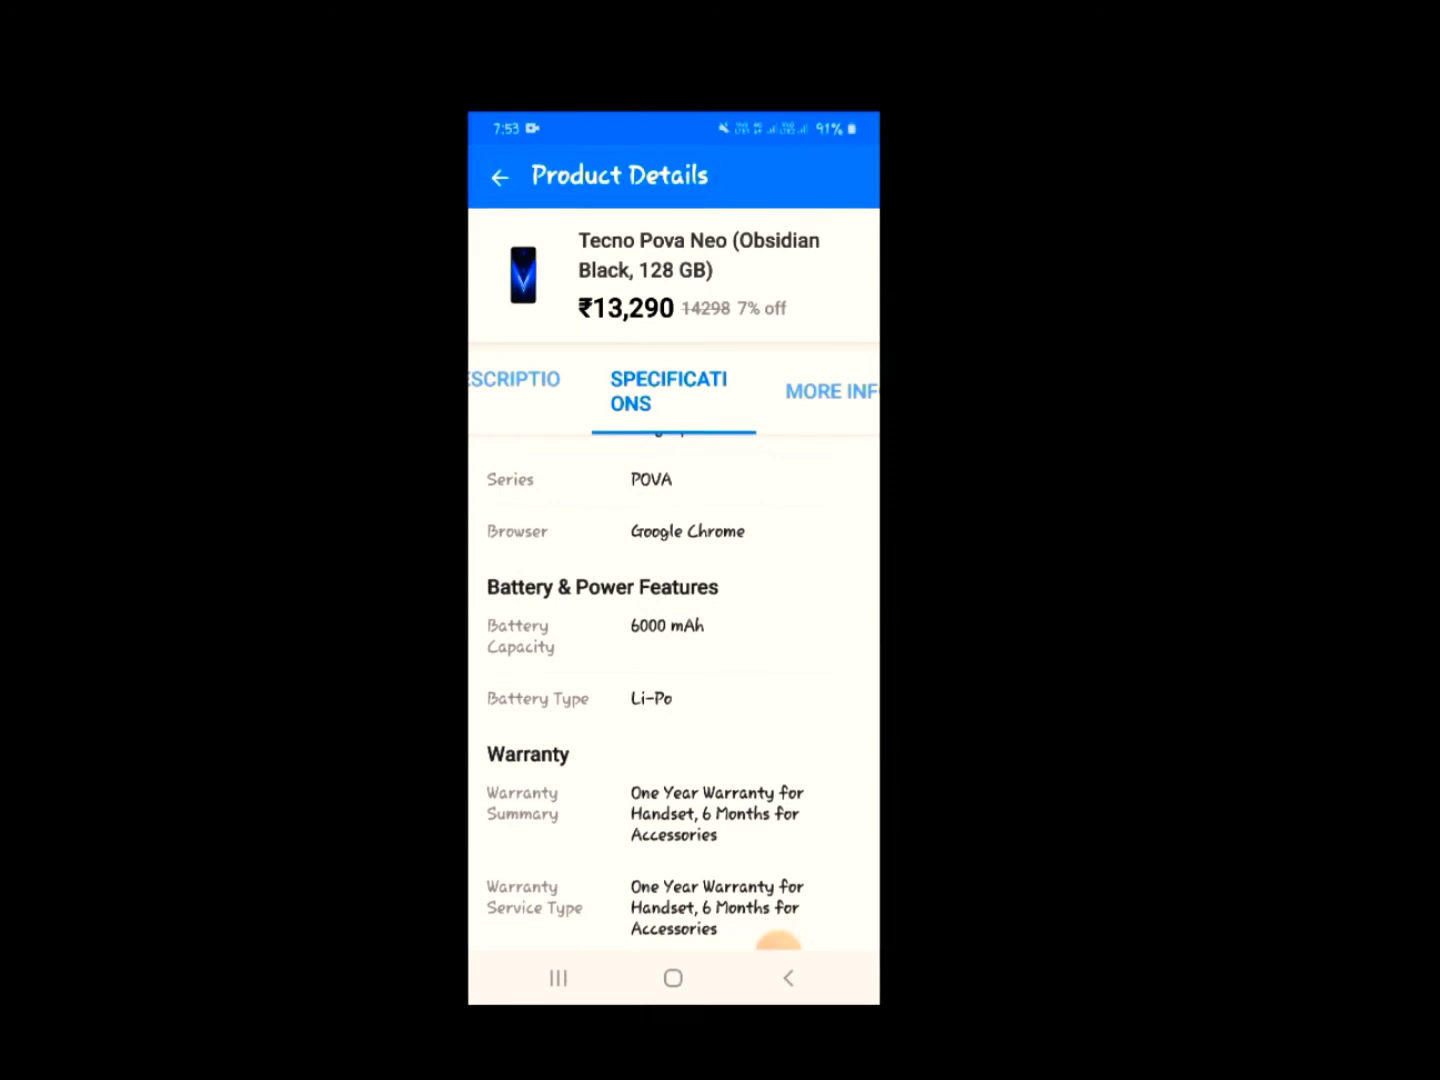 7:53
91%
Product Details
Tecno Pova Neo (Obsidian
Black, 128 GB)
₹13,290 14298 7% off
ESCRIPTIO
SPECIFICATI
ONS
MORE INF
Series POVA
Browser Google Chrome
Battery & Power Features
Battery
Capacity
6000 mAh
Battery Type Li-Po
Warranty
Warranty
Summary
One Year Warranty for
Handset, 6 Months for
Accessories
Warranty
Service Type
One Year Warranty for
Handset, 6 Months for
Accessories